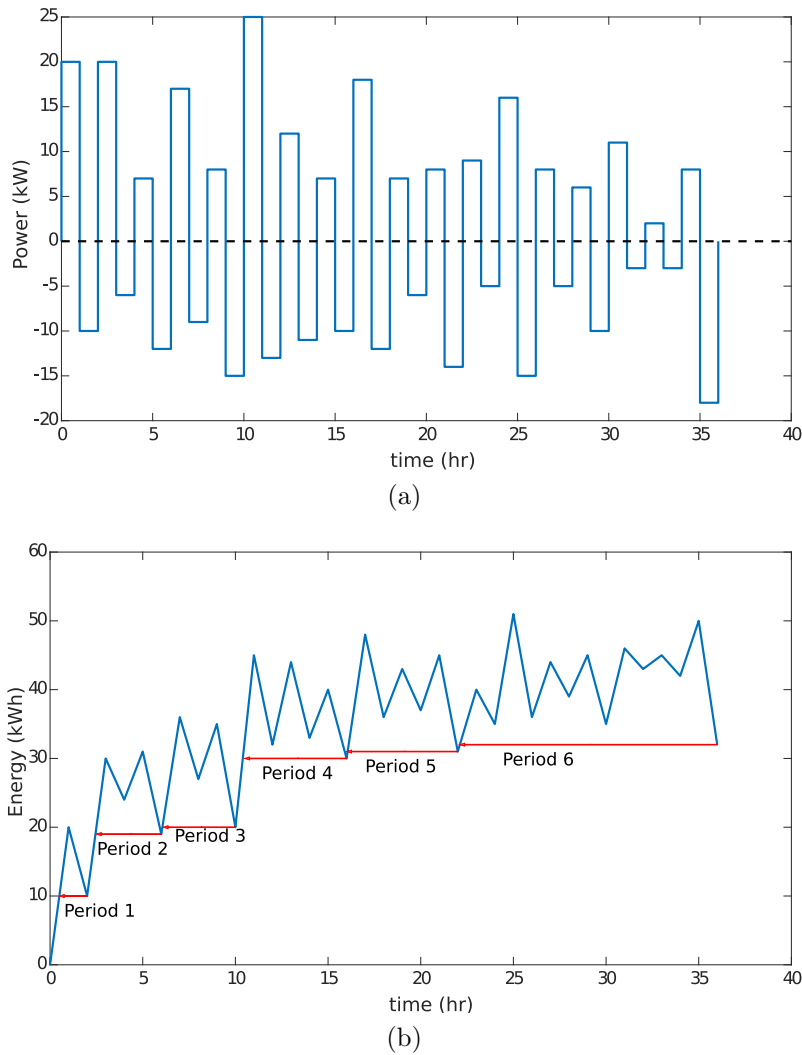 25
20
15
10
5
0
-5
-10
-15
-20
Power (kW)
0 5 10 15 20 25 30 35 40
time (hr)
(a)
60
50
40
30
20
10
0
Energy (kWh)
Period 1
Period 2
Period 3
Period 4
Period 5
Period 6
0 5 10 15 20 25 30 35 40
time (hr)
(b)